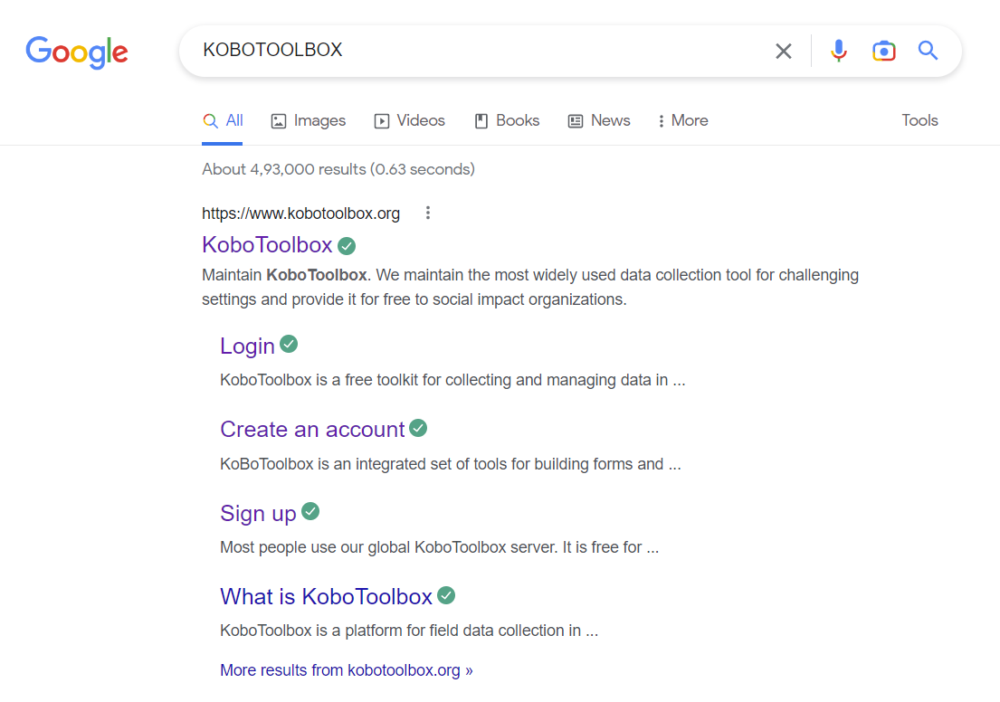 Google
KOBOTOOLBOX
All Images Videos Books News More Tools
About 4,93,000 results (0.63 seconds)
https://www.kobotoolbox.org
KoboToolbox
Maintain KoboToolbox. We maintain the most widely used data collection tool for challenging
settings and provide it for free to social impact organizations.
Login
KoboToolbox is a free toolkit for collecting and managing data in ...
Create an account
KoBoToolbox is an integrated set of tools for building forms and ...
Sign up
Most people use our global KoboToolbox server. It is free for ...
What is KoboToolbox
KoboToolbox is a platform for field data collection in ...
More results from kobotoolbox.org »